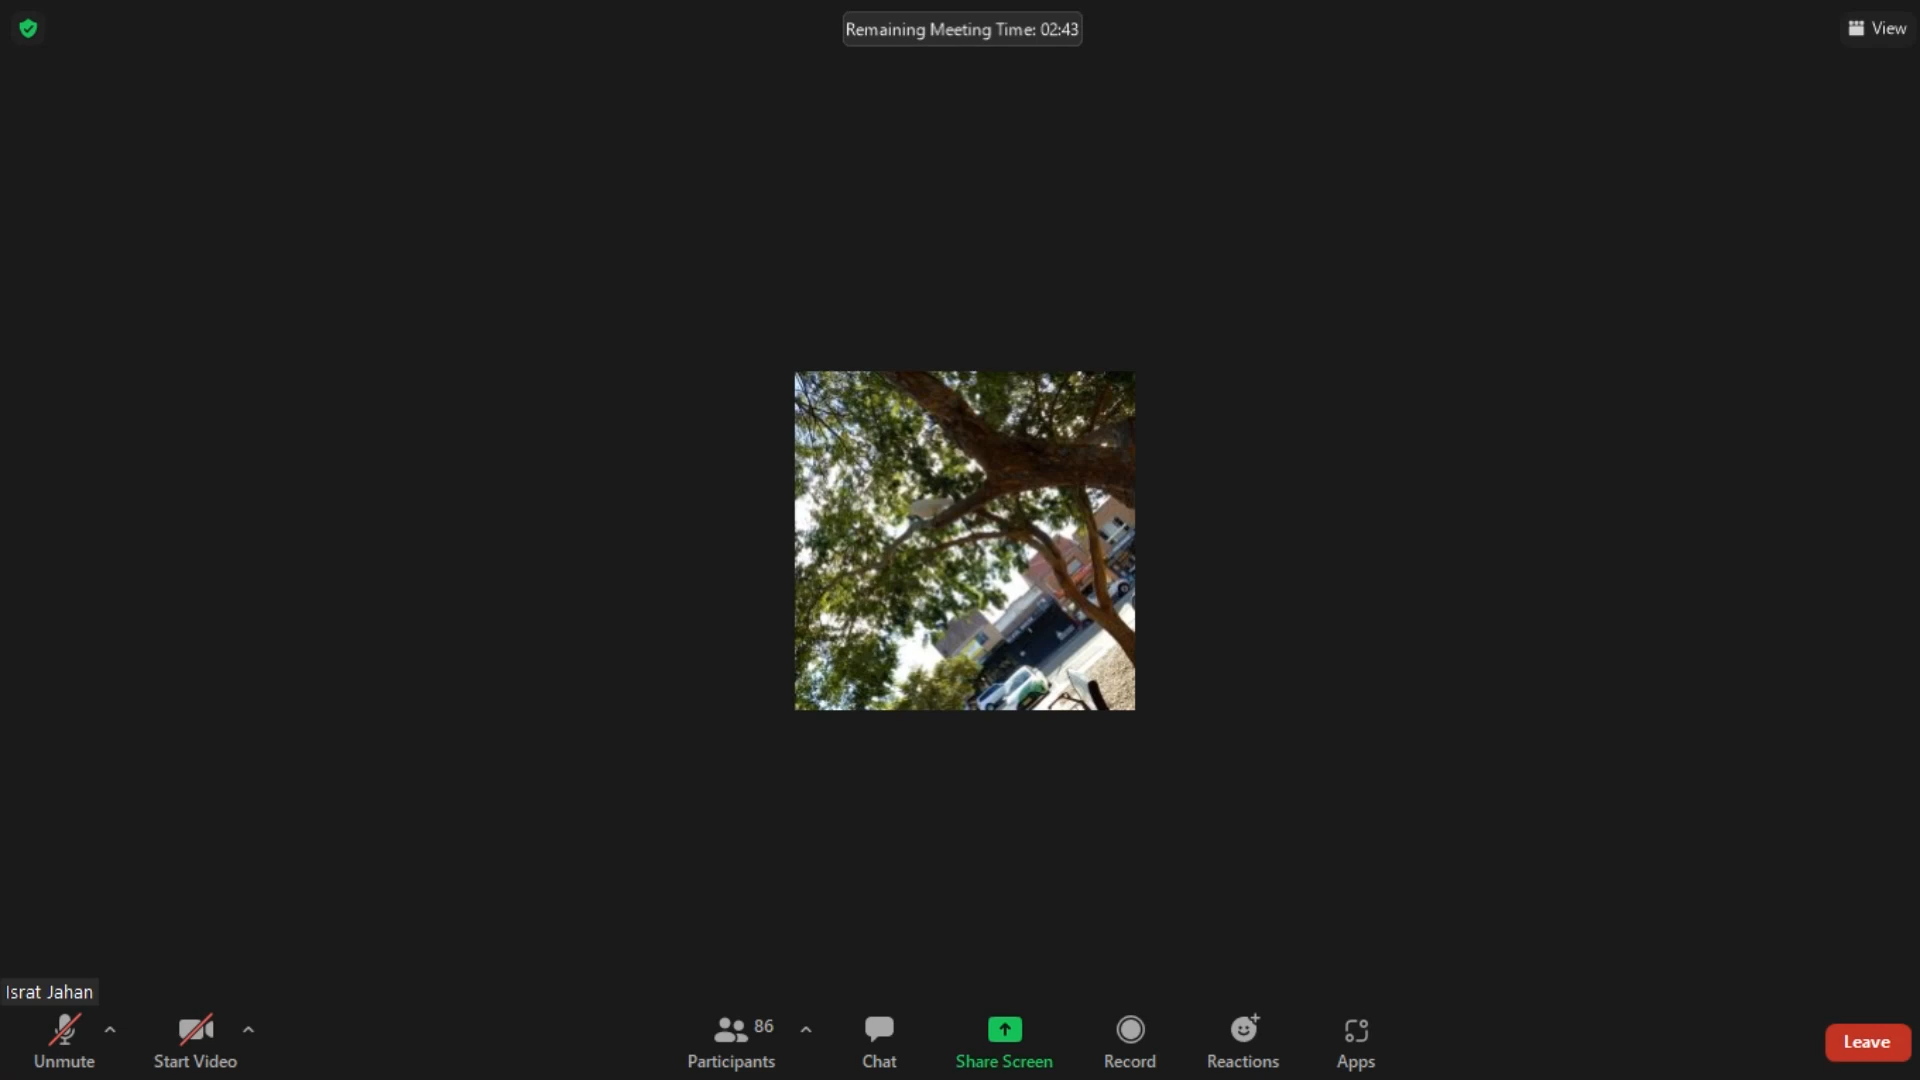 Remaining Meeting Time: 02:43
View
Israt Jahan
Unmute
Start Video
86
Participants
Chat
Share Screen
Record
Reactions
Apps
Leave